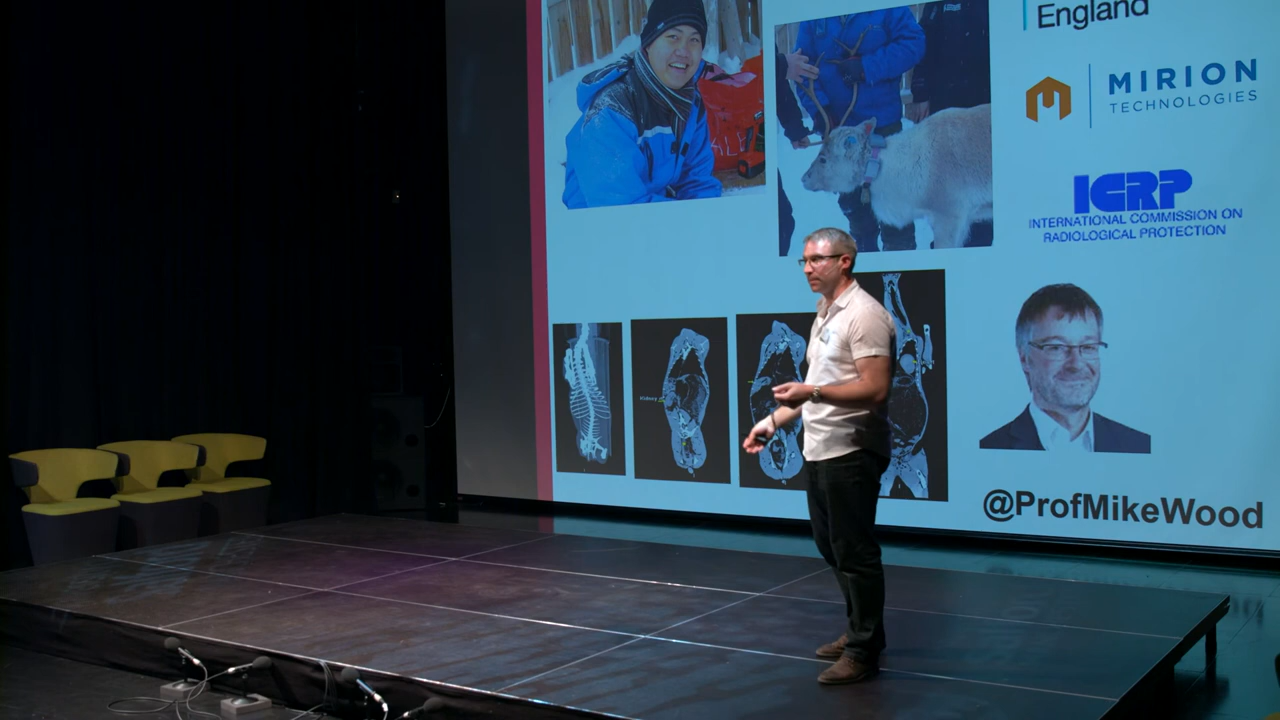 England
MIRION
TECHNOLOGIES
ICRP
INTERNATIONAL COMMISSION ON
RADIOLOGICAL PROTECTION
@ProfMikeWood